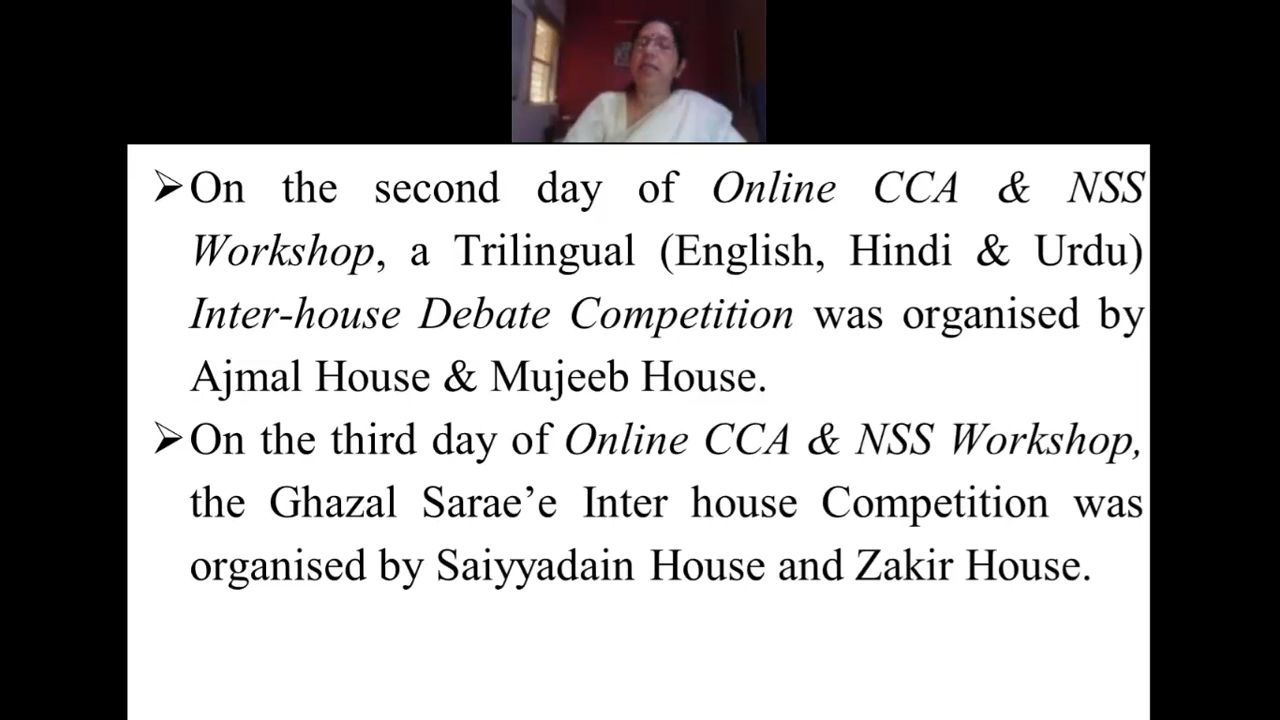 ➢On the second day of Online CCA & NSS
Workshop, a Trilingual (English, Hindi & Urdu)
Inter-house Debate Competition was organised by
Ajmal House & Mujeeb House.
➢On the third day of Online CCA & NSS Workshop,
the Ghazal Sarae’e Inter house Competition was
organised by Saiyyadain House and Zakir House.